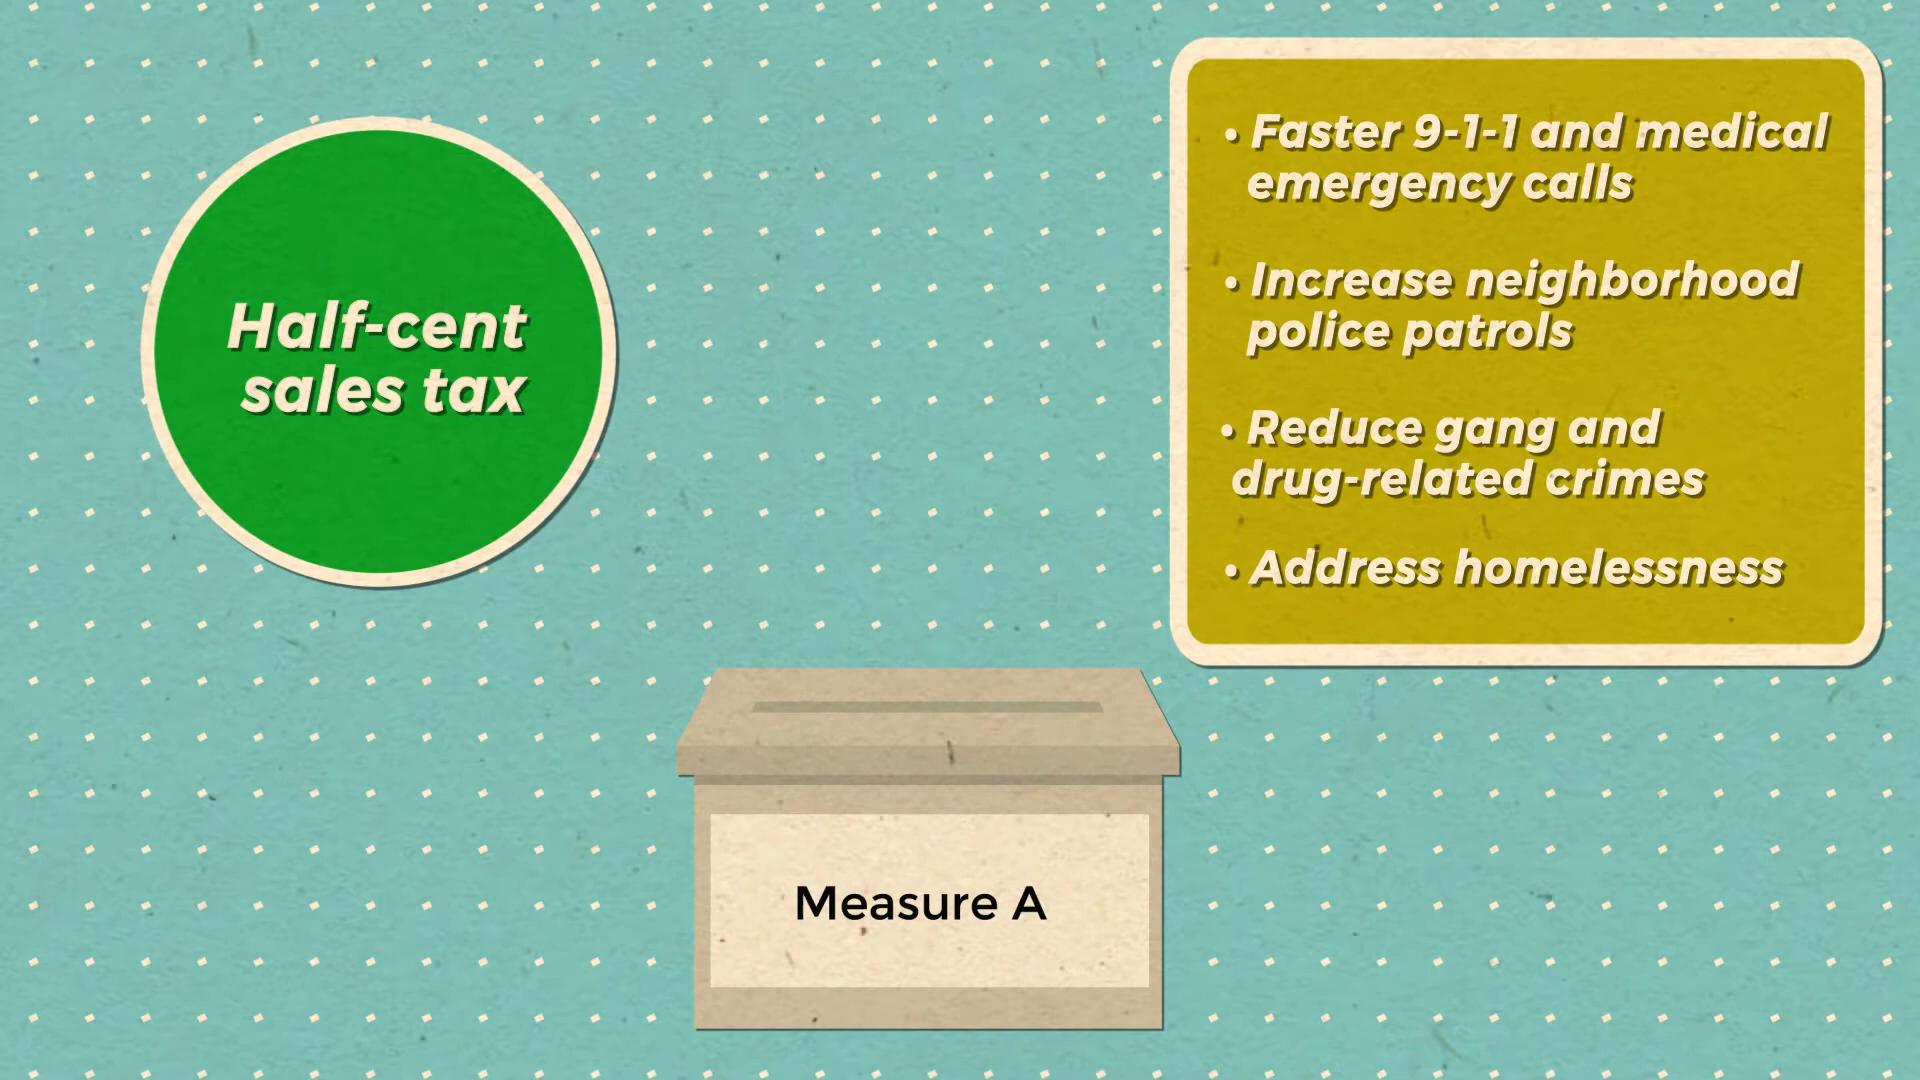 Half-cent
sales tax
• Faster 9-1-1 and medical
emergency calls
• Increase neighborhood
police patrols
• Reduce gang and
drug-related crimes
• Address homelessness
Measure A